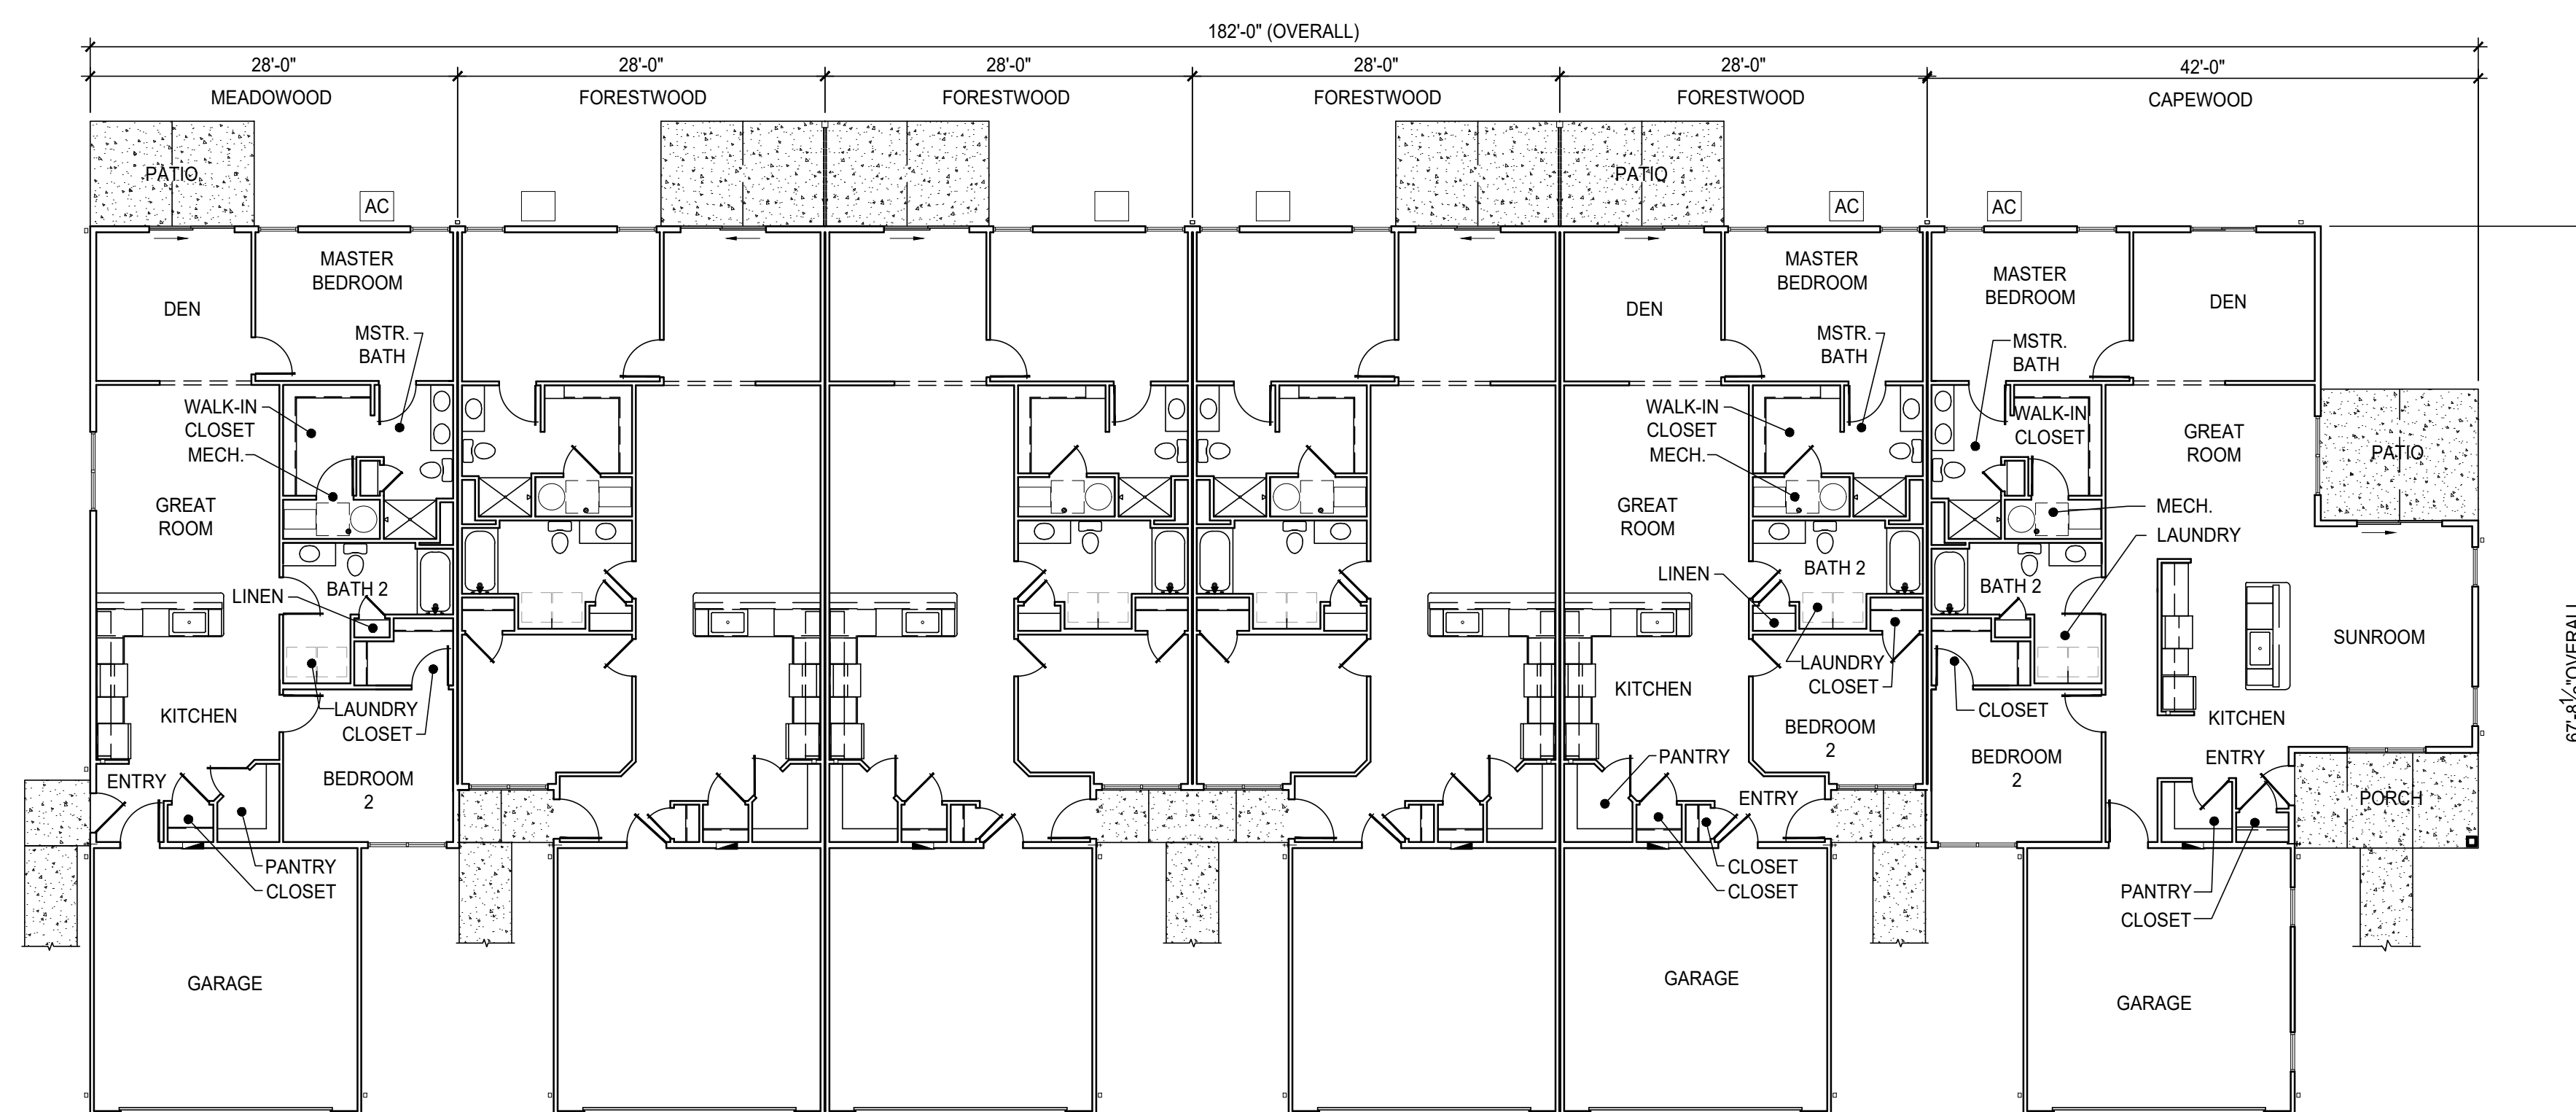 182'-0" (OVERALL)
28'-0"
28'-0"
28'-0"
28'-0"
28'-0"
42'-0"
MEADOWOOD
FORESTWOOD
FORESTWOOD
FORESTWOOD
FORESTWOOD
CAPEWOOD
PATIO
AC
PATIO
AC
AC
DEN
MASTER
BEDROOM
MSTR.
BATH
WALK-IN
CLOSET
MECH.
GREAT
ROOM
BATH 2
LINEN
KITCHEN
LAUNDRY
CLOSET
ENTRY
BEDROOM
2
PANTRY
CLOSET
GARAGE
DEN
MASTER
BEDROOM
MSTR.
BATH
WALK-IN
CLOSET
MECH.
GREAT
ROOM
BATH 2
LINEN
LAUNDRY
CLOSET
KITCHEN
BEDROOM
2
PANTRY
ENTRY
CLOSET
CLOSET
GARAGE
MASTER
BEDROOM
DEN
MSTR.
BATH
WALK-IN
CLOSET
GREAT
ROOM
PATIO
MECH.
LAUNDRY
BATH 2
SUNROOM
CLOSET
KITCHEN
BEDROOM
2
ENTRY
PORCH
PANTRY
CLOSET
GARAGE
67'-8½" OVERALL